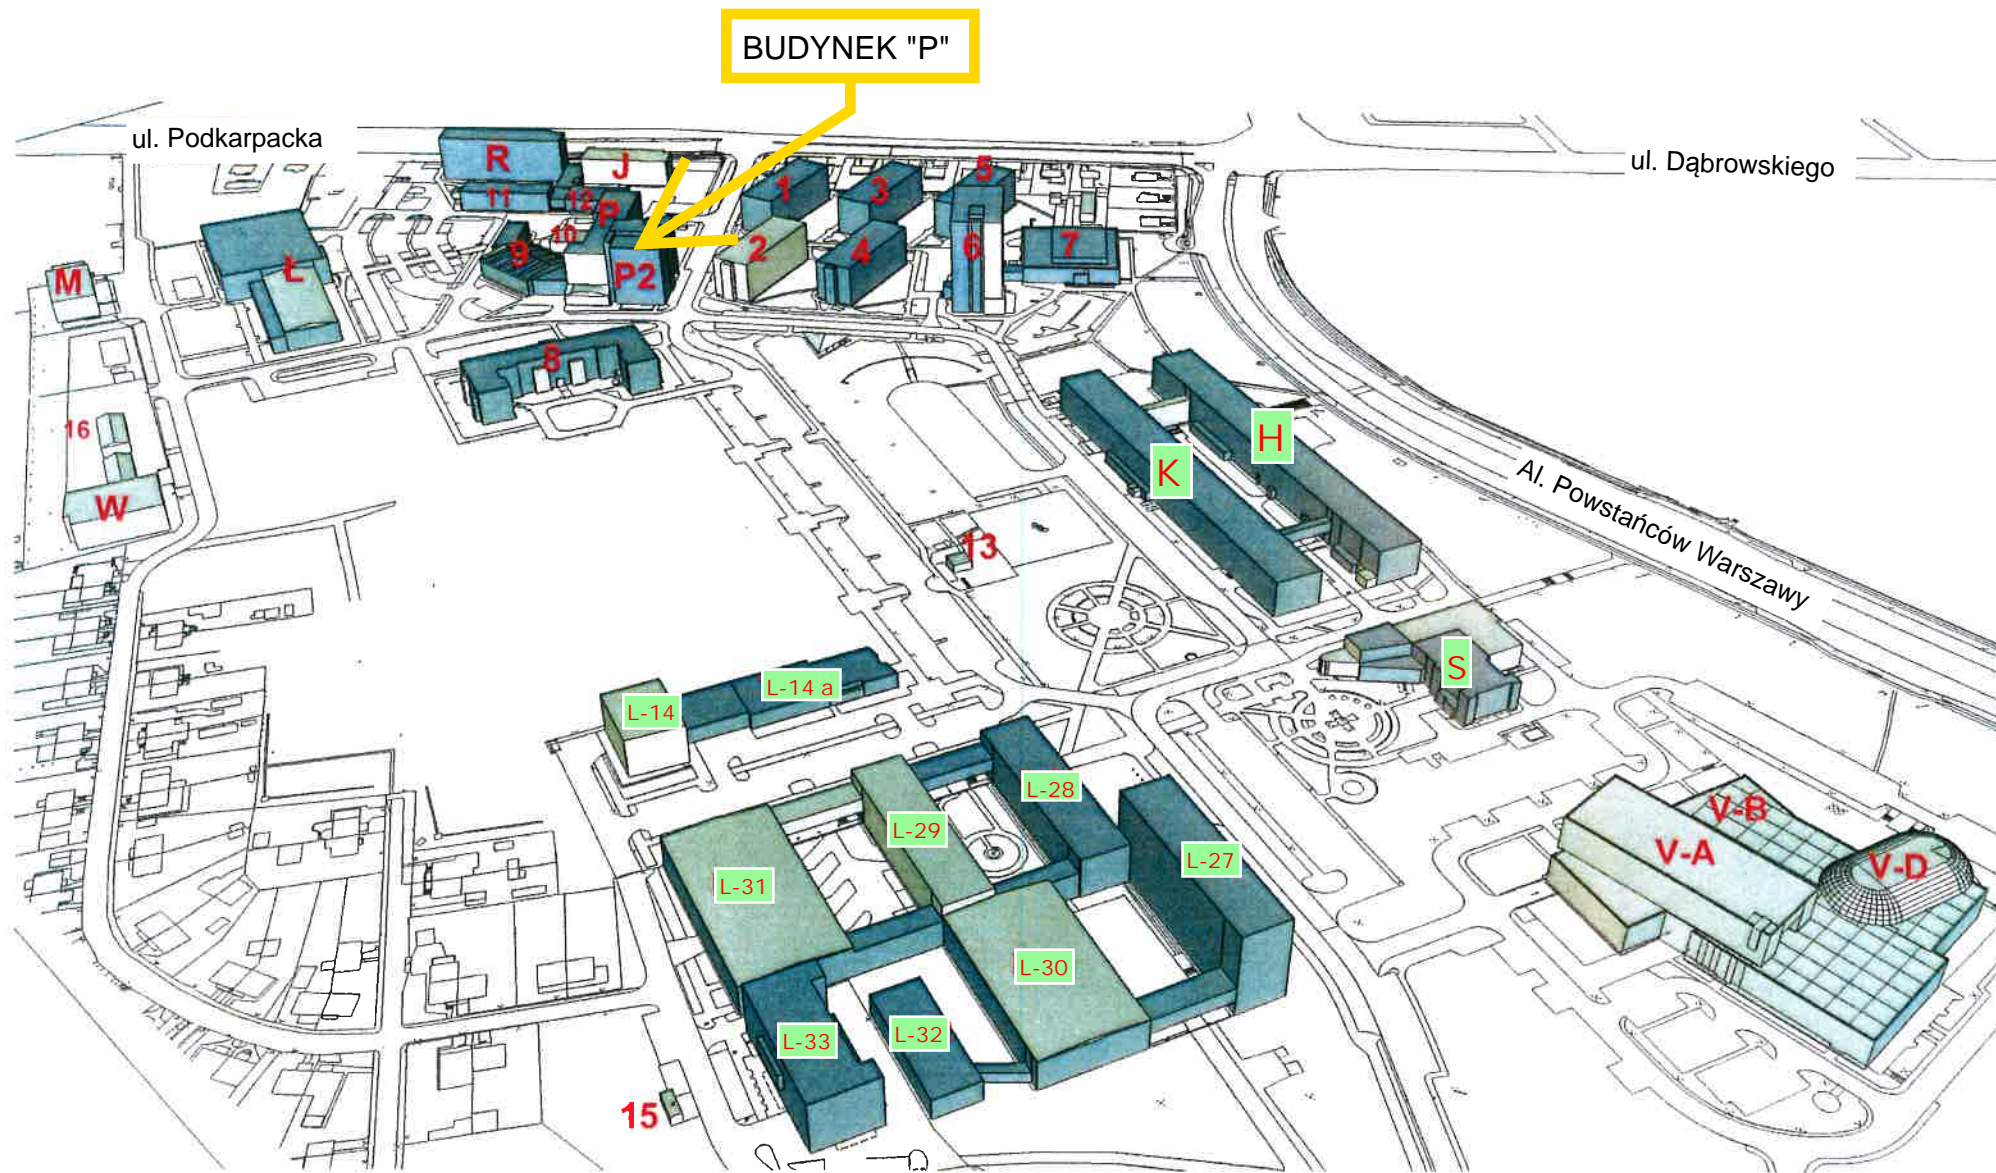 BUDYNEK "P"
ul. Podkarpacka
ul. Dąbrowskiego
R
J
1
3
5
11
12
P
10
9
P2
2
4
6
7
M
Ł
8
16
W
H
K
Al. Powstańców Warszawy
13
S
L-14
L-14 a
L-28
L-29
L-27
L-31
V-B
V-A
V-D
L-30
L-33
L-32
15